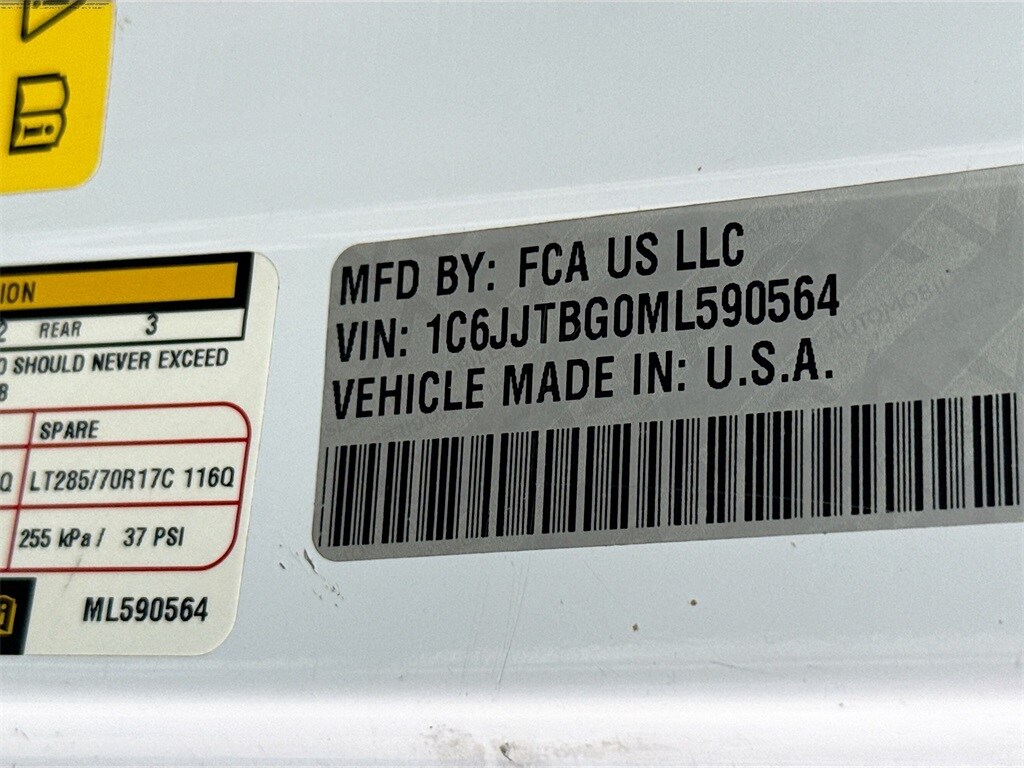 ION
2 REAR 3
O SHOULD NEVER EXCEED
B
SPARE
Q LT285/70R17C 116Q
255 kPa / 37 PSI
ML590564
MFD BY: FCA US LLC
VIN: 1C6JJTBG0ML590564
VEHICLE MADE IN: U.S.A.